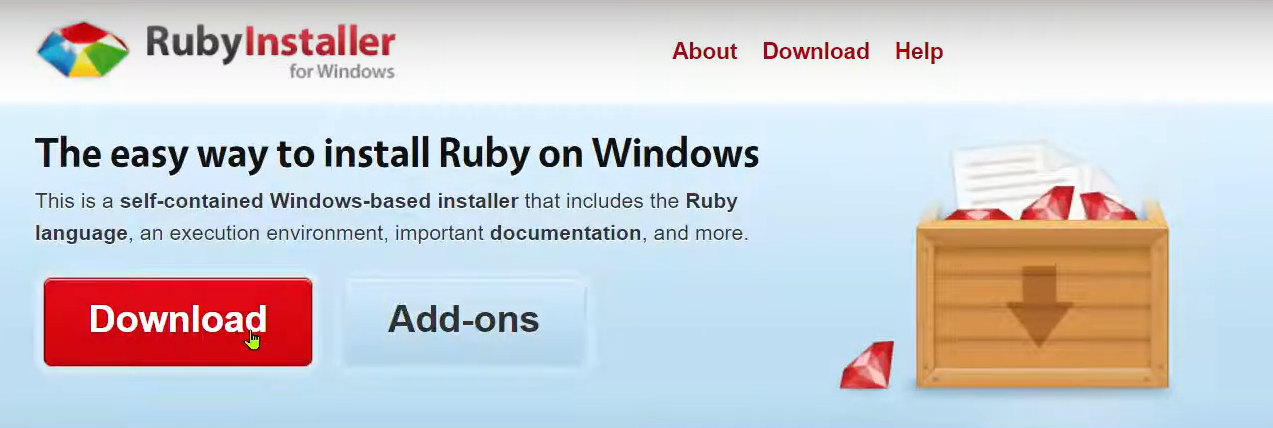 RubyInstaller
for Windows
About Download Help
The easy way to install Ruby on Windows
This is a self-contained Windows-based installer that includes the Ruby
language, an execution environment, important documentation, and more.
Download Add-ons